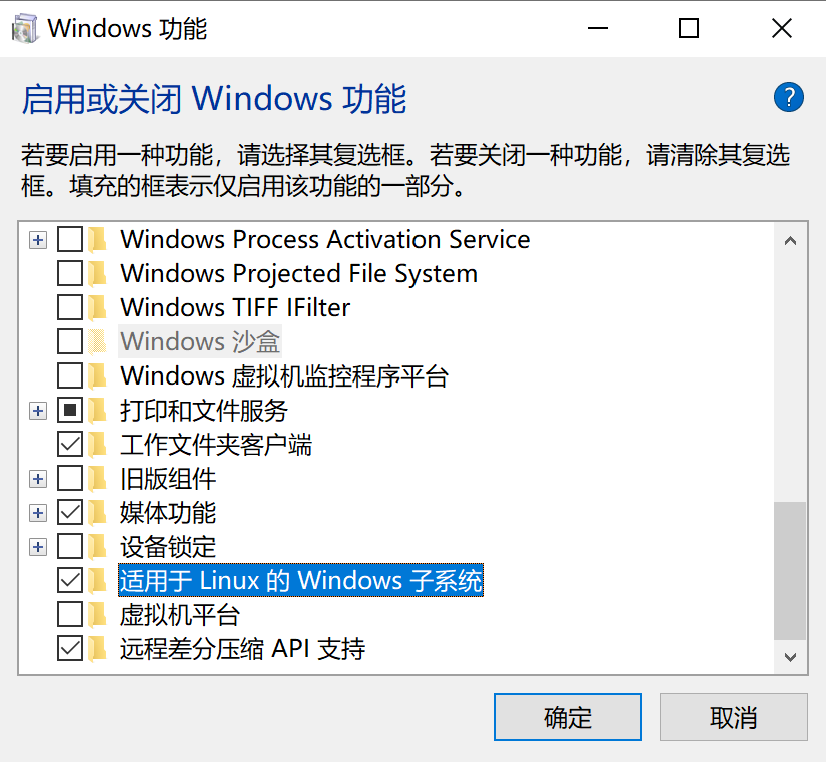 Windows 功能
启用或关闭 Windows 功能
?
若要启用一种功能，请选择其复选框。若要关闭一种功能，请清除其复选
框。填充的框表示仅启用该功能的一部分。
Windows Process Activation Service
Windows Projected File System
Windows TIFF IFilter
Windows 沙盒
Windows 虚拟机监控程序平台
打印和文件服务
工作文件夹客户端
旧版组件
媒体功能
设备锁定
适用于 Linux 的 Windows 子系统
虚拟机平台
远程差分压缩 API 支持
确定
取消